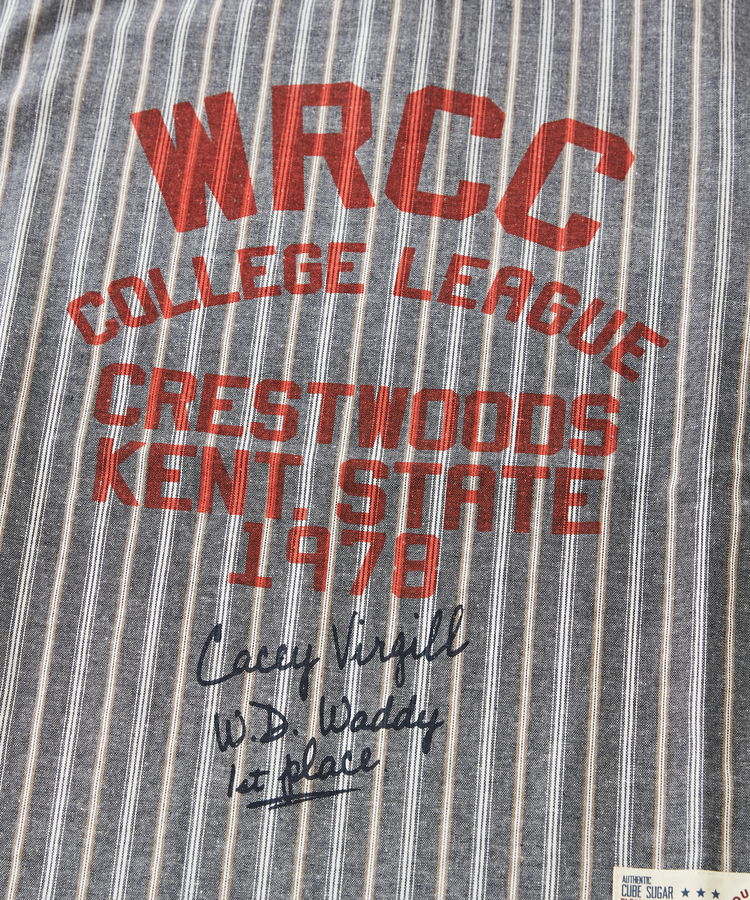 WRCC
COLLEGE LEAGUE
CRESTWOODS
KENT. STATE
1978
Cacey Virgill
W.D. Waddy
1st place
AUTHENTIC
CUBE SUGAR ★★★